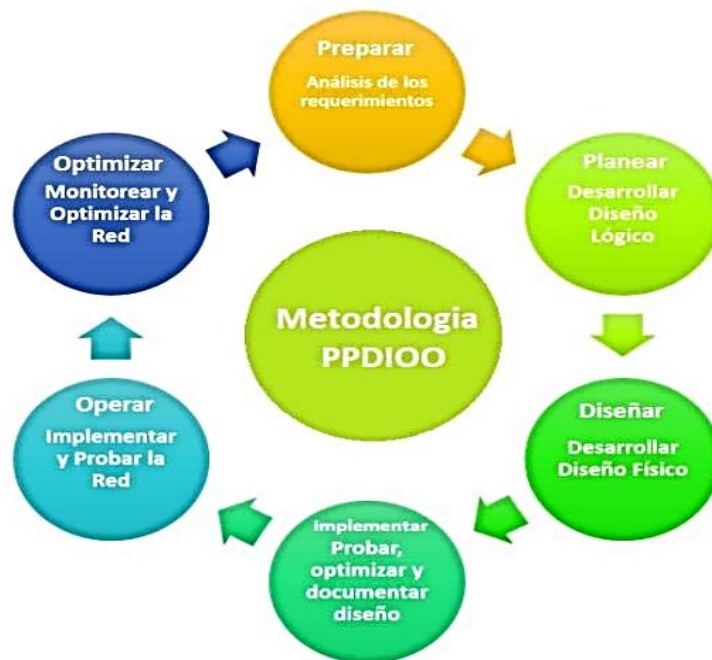 Preparar
Análisis de los
requerimientos
Planear
Desarrollar
Diseño
Lógico
Diseñar
Desarrollar
Diseño Físico
Implementar
Probar,
optimizar y
documentar
diseño
Operar
Implementar
y Probar la
Red
Optimizar
Monitorear y
Optimizar la
Red
Metodologia
PPDIOO